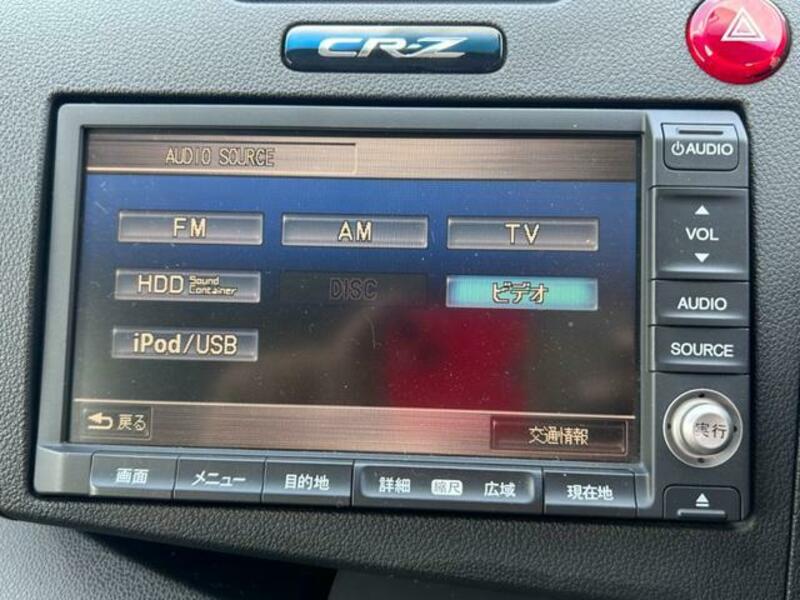 CR-Z
AUDIO SOURCE
AUDIO
FM AM TV
VOL
HDD Sound Container DISC ビデオ
AUDIO
iPod/USB
SOURCE
戻る 交通情報
実行
画面 メニュー 目的地 詳細 縮尺 広域 現在地